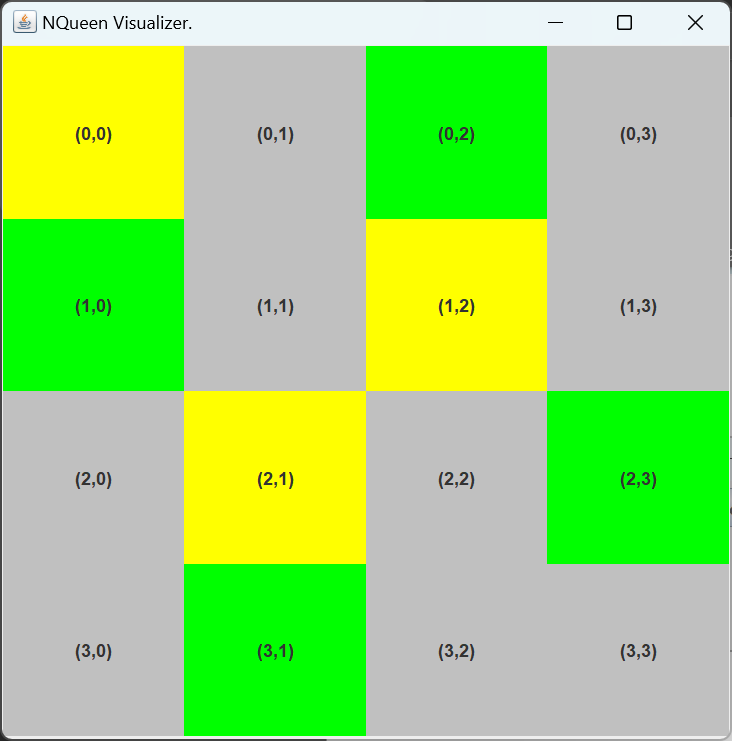 NQueen Visualizer.
(0,0) (0,1) (0,2) (0,3)
(1,0) (1,1) (1,2) (1,3)
(2,0) (2,1) (2,2) (2,3)
(3,0) (3,1) (3,2) (3,3)